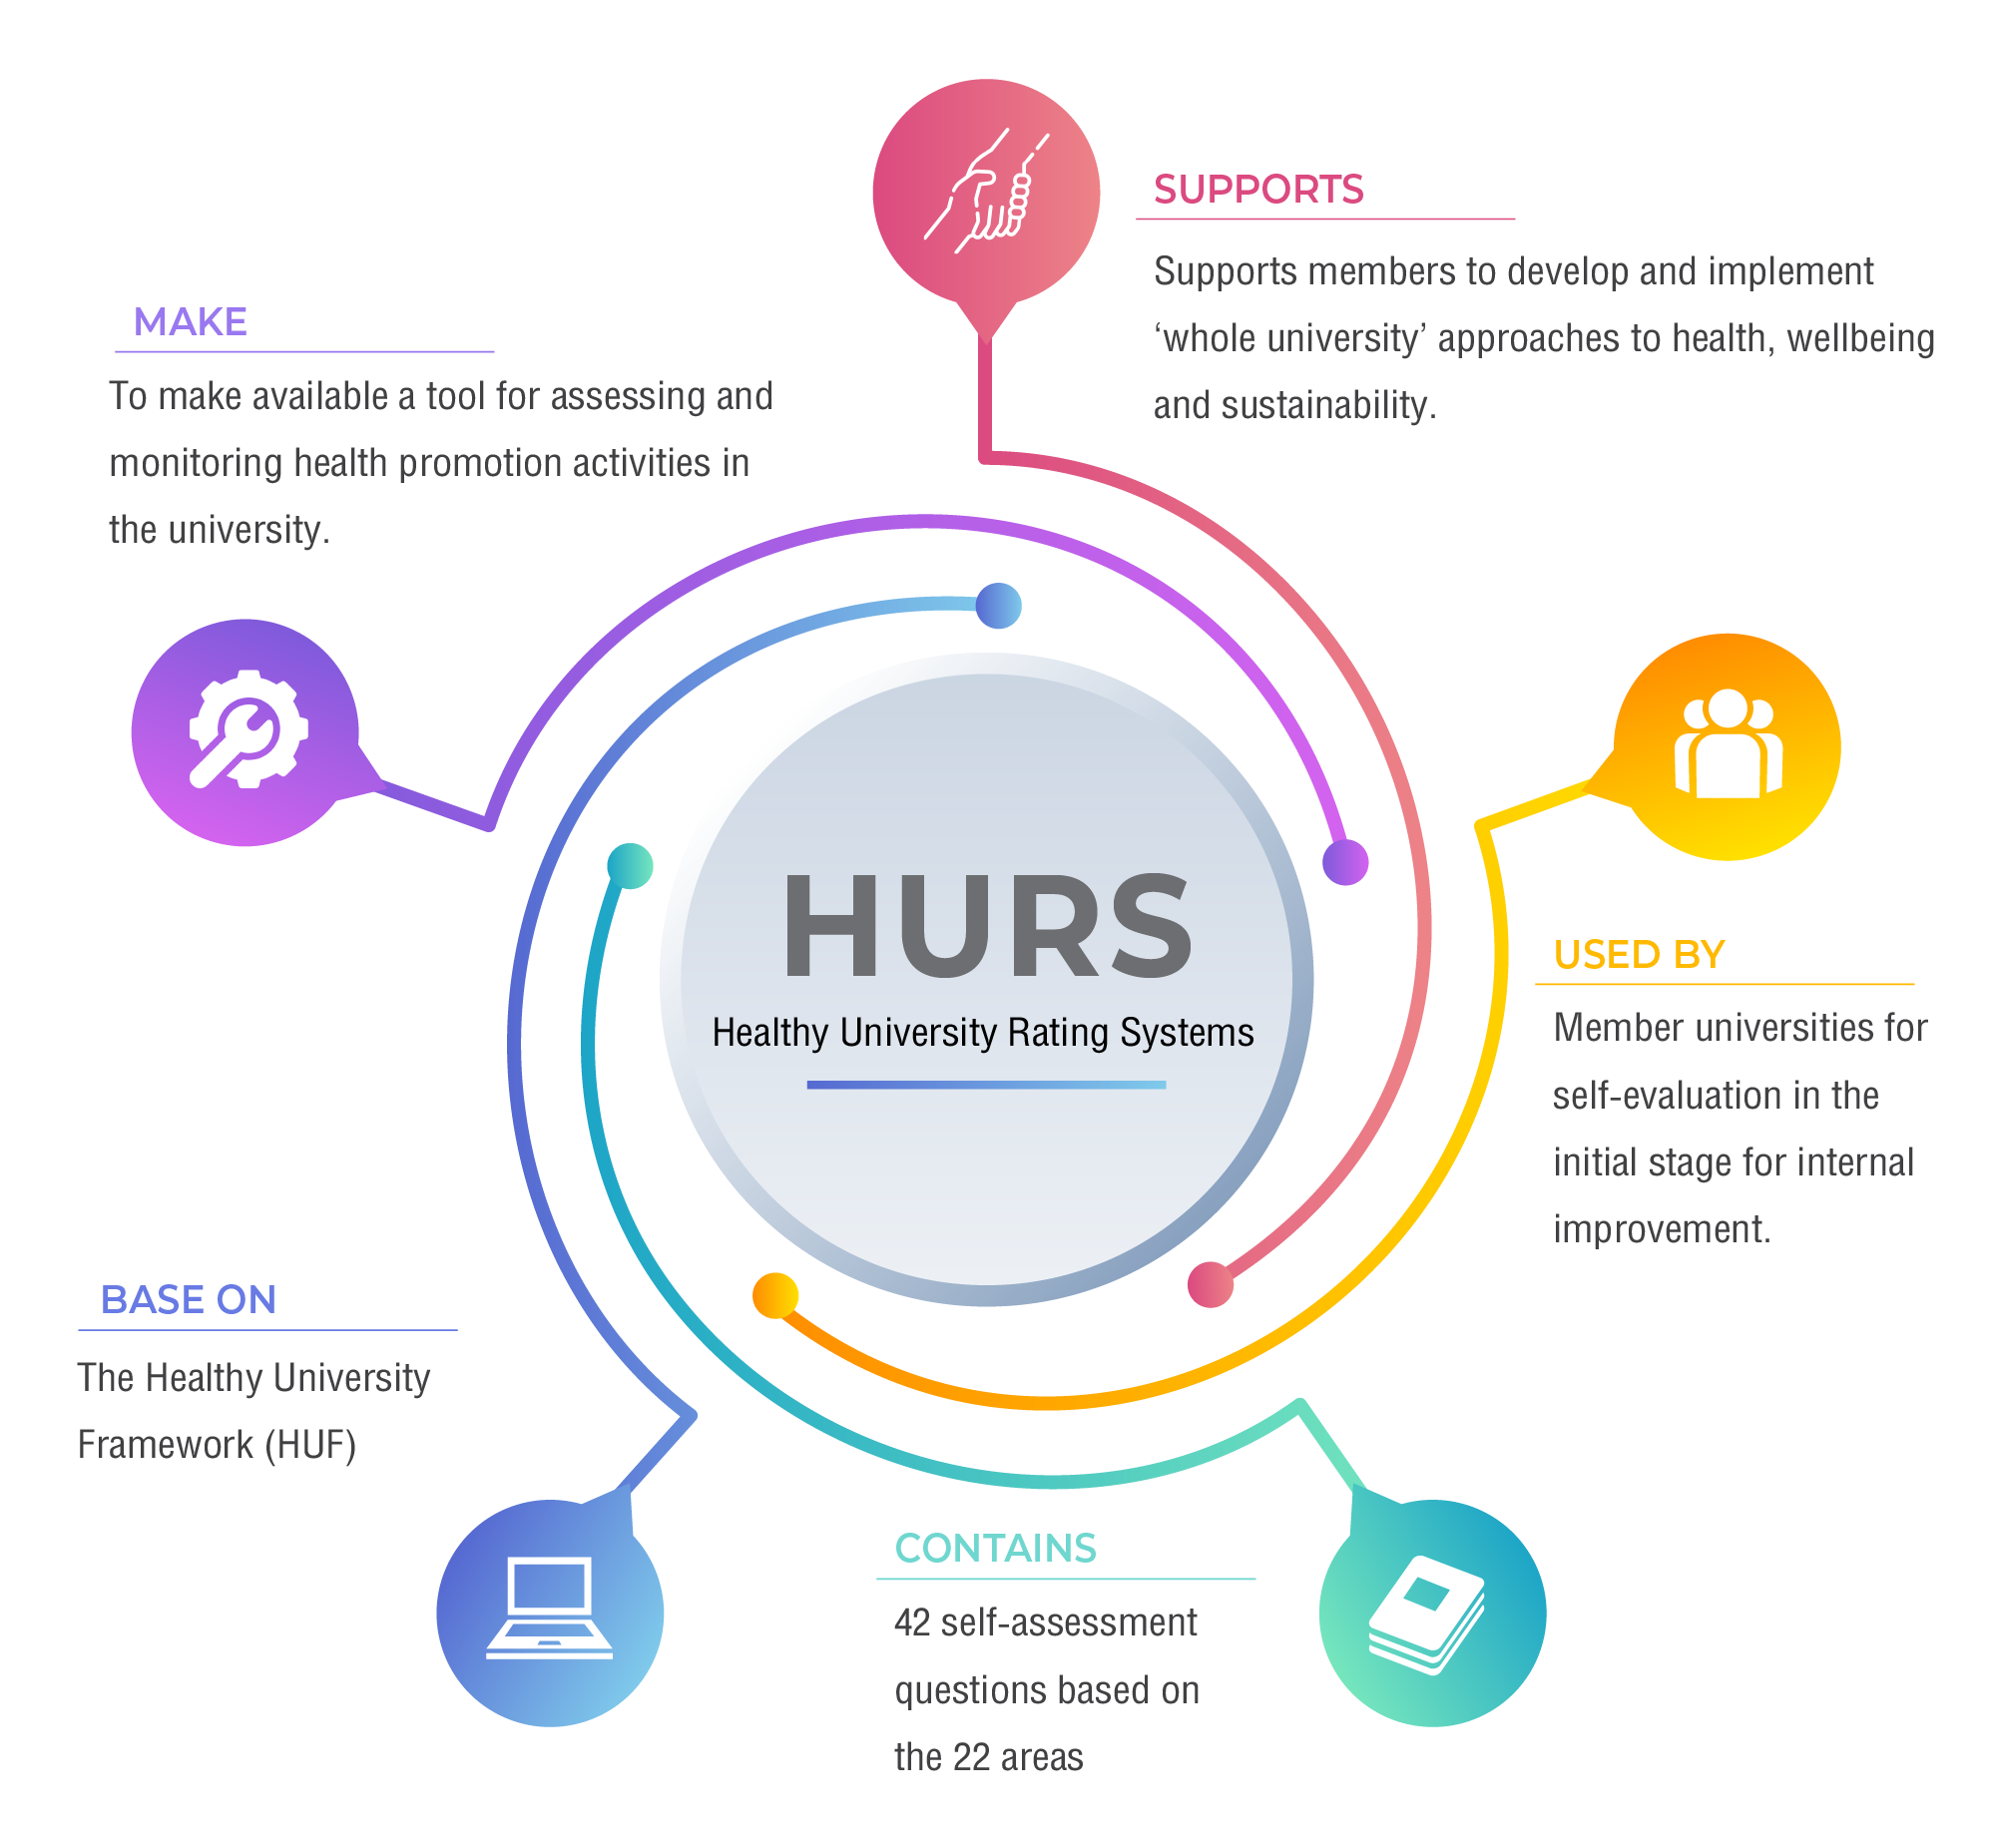 SUPPORTS
Supports members to develop and implement
‘whole university’ approaches to health, wellbeing
and sustainability.
MAKE
To make available a tool for assessing and
monitoring health promotion activities in
the university.
HURS
Healthy University Rating Systems
USED BY
Member universities for
self-evaluation in the
initial stage for internal
improvement.
BASE ON
The Healthy University
Framework (HUF)
CONTAINS
42 self-assessment
questions based on
the 22 areas